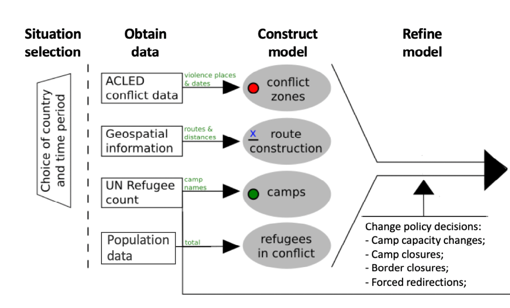 Situation
selection
Obtain
data
Construct
model
Refine
model
Choice of country
and time period
ACLED
conflict data
violence places
& dates
conflict
zones
Geospatial
information
routes &
distances
x
route
construction
UN Refugee
count
camp
names
camps
Population
data
total
refugees
in conflict
Change policy decisions:
- Camp capacity changes;
- Camp closures;
- Border closures;
- Forced redirections;